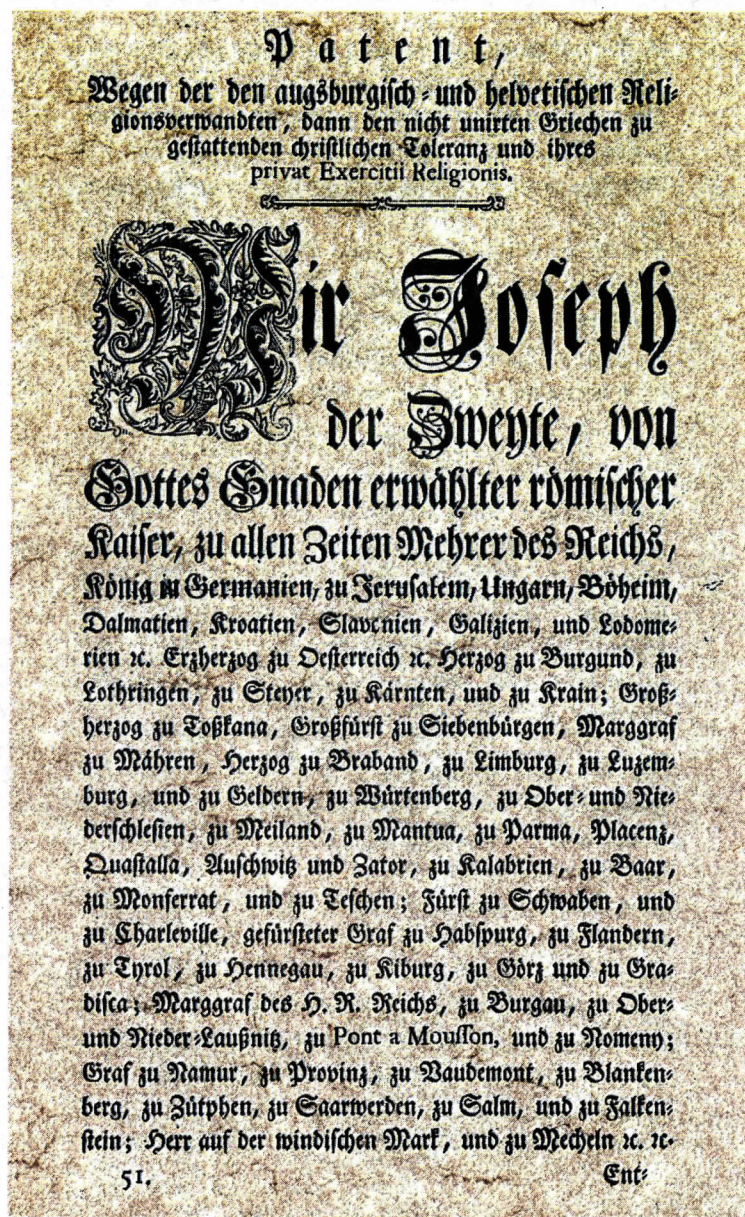 Patent,
Wegen der den augsburgisch- und helvetischen Reli-
gionsverwandten, dann den nicht unirten Griechen zu
gestattenden christlichen Toleranz und ihres
privat Exercitii Religionis.
Wir Joseph
der Zweyte, von
Gottes Gnaden erwählter römischer
Kaiser, zu allen Zeiten Mehrer des Reichs,
König in Germanien, zu Jerusalem, Ungarn, Böheim,
Dalmatien, Kroatien, Slavonien, Galizien, und Lodome-
rien ꝛc. Erzherzog zu Oesterreich ꝛc. Herzog zu Burgund, zu
Lothringen, zu Steyer, zu Kärnten, und zu Krain; Groß-
herzog zu Toßkana, Großfürst zu Siebenbürgen, Marggraf
zu Mähren, Herzog zu Braband, zu Limburg, zu Luzem-
burg, und zu Geldern, zu Würtenberg, zu Ober- und Nie-
derschlesien, zu Meiland, zu Mantua, zu Parma, Placenz,
Quastalla, Auschwitz und Zator, zu Kalabrien, zu Baar,
zu Monferrat, und zu Teschen; Fürst zu Schwaben, und
zu Charleville, gefürsteter Graf zu Habspurg, zu Flandern,
zu Tyrol, zu Hennegau, zu Kiburg, zu Görz und zu Gra-
disca; Marggraf des H. R. Reichs, zu Burgau, zu Ober-
und Nieder-Laußnitz, zu Pont a Mousson, und zu Nomeny;
Graf zu Namur, zu Provinz, zu Vaudemont, zu Blanken-
berg, zu Zütphen, zu Saarwerden, zu Salm, und zu Falken-
stein; Herr auf der windischen Mark, und zu Mecheln ꝛc. ꝛc.
51. Ent-